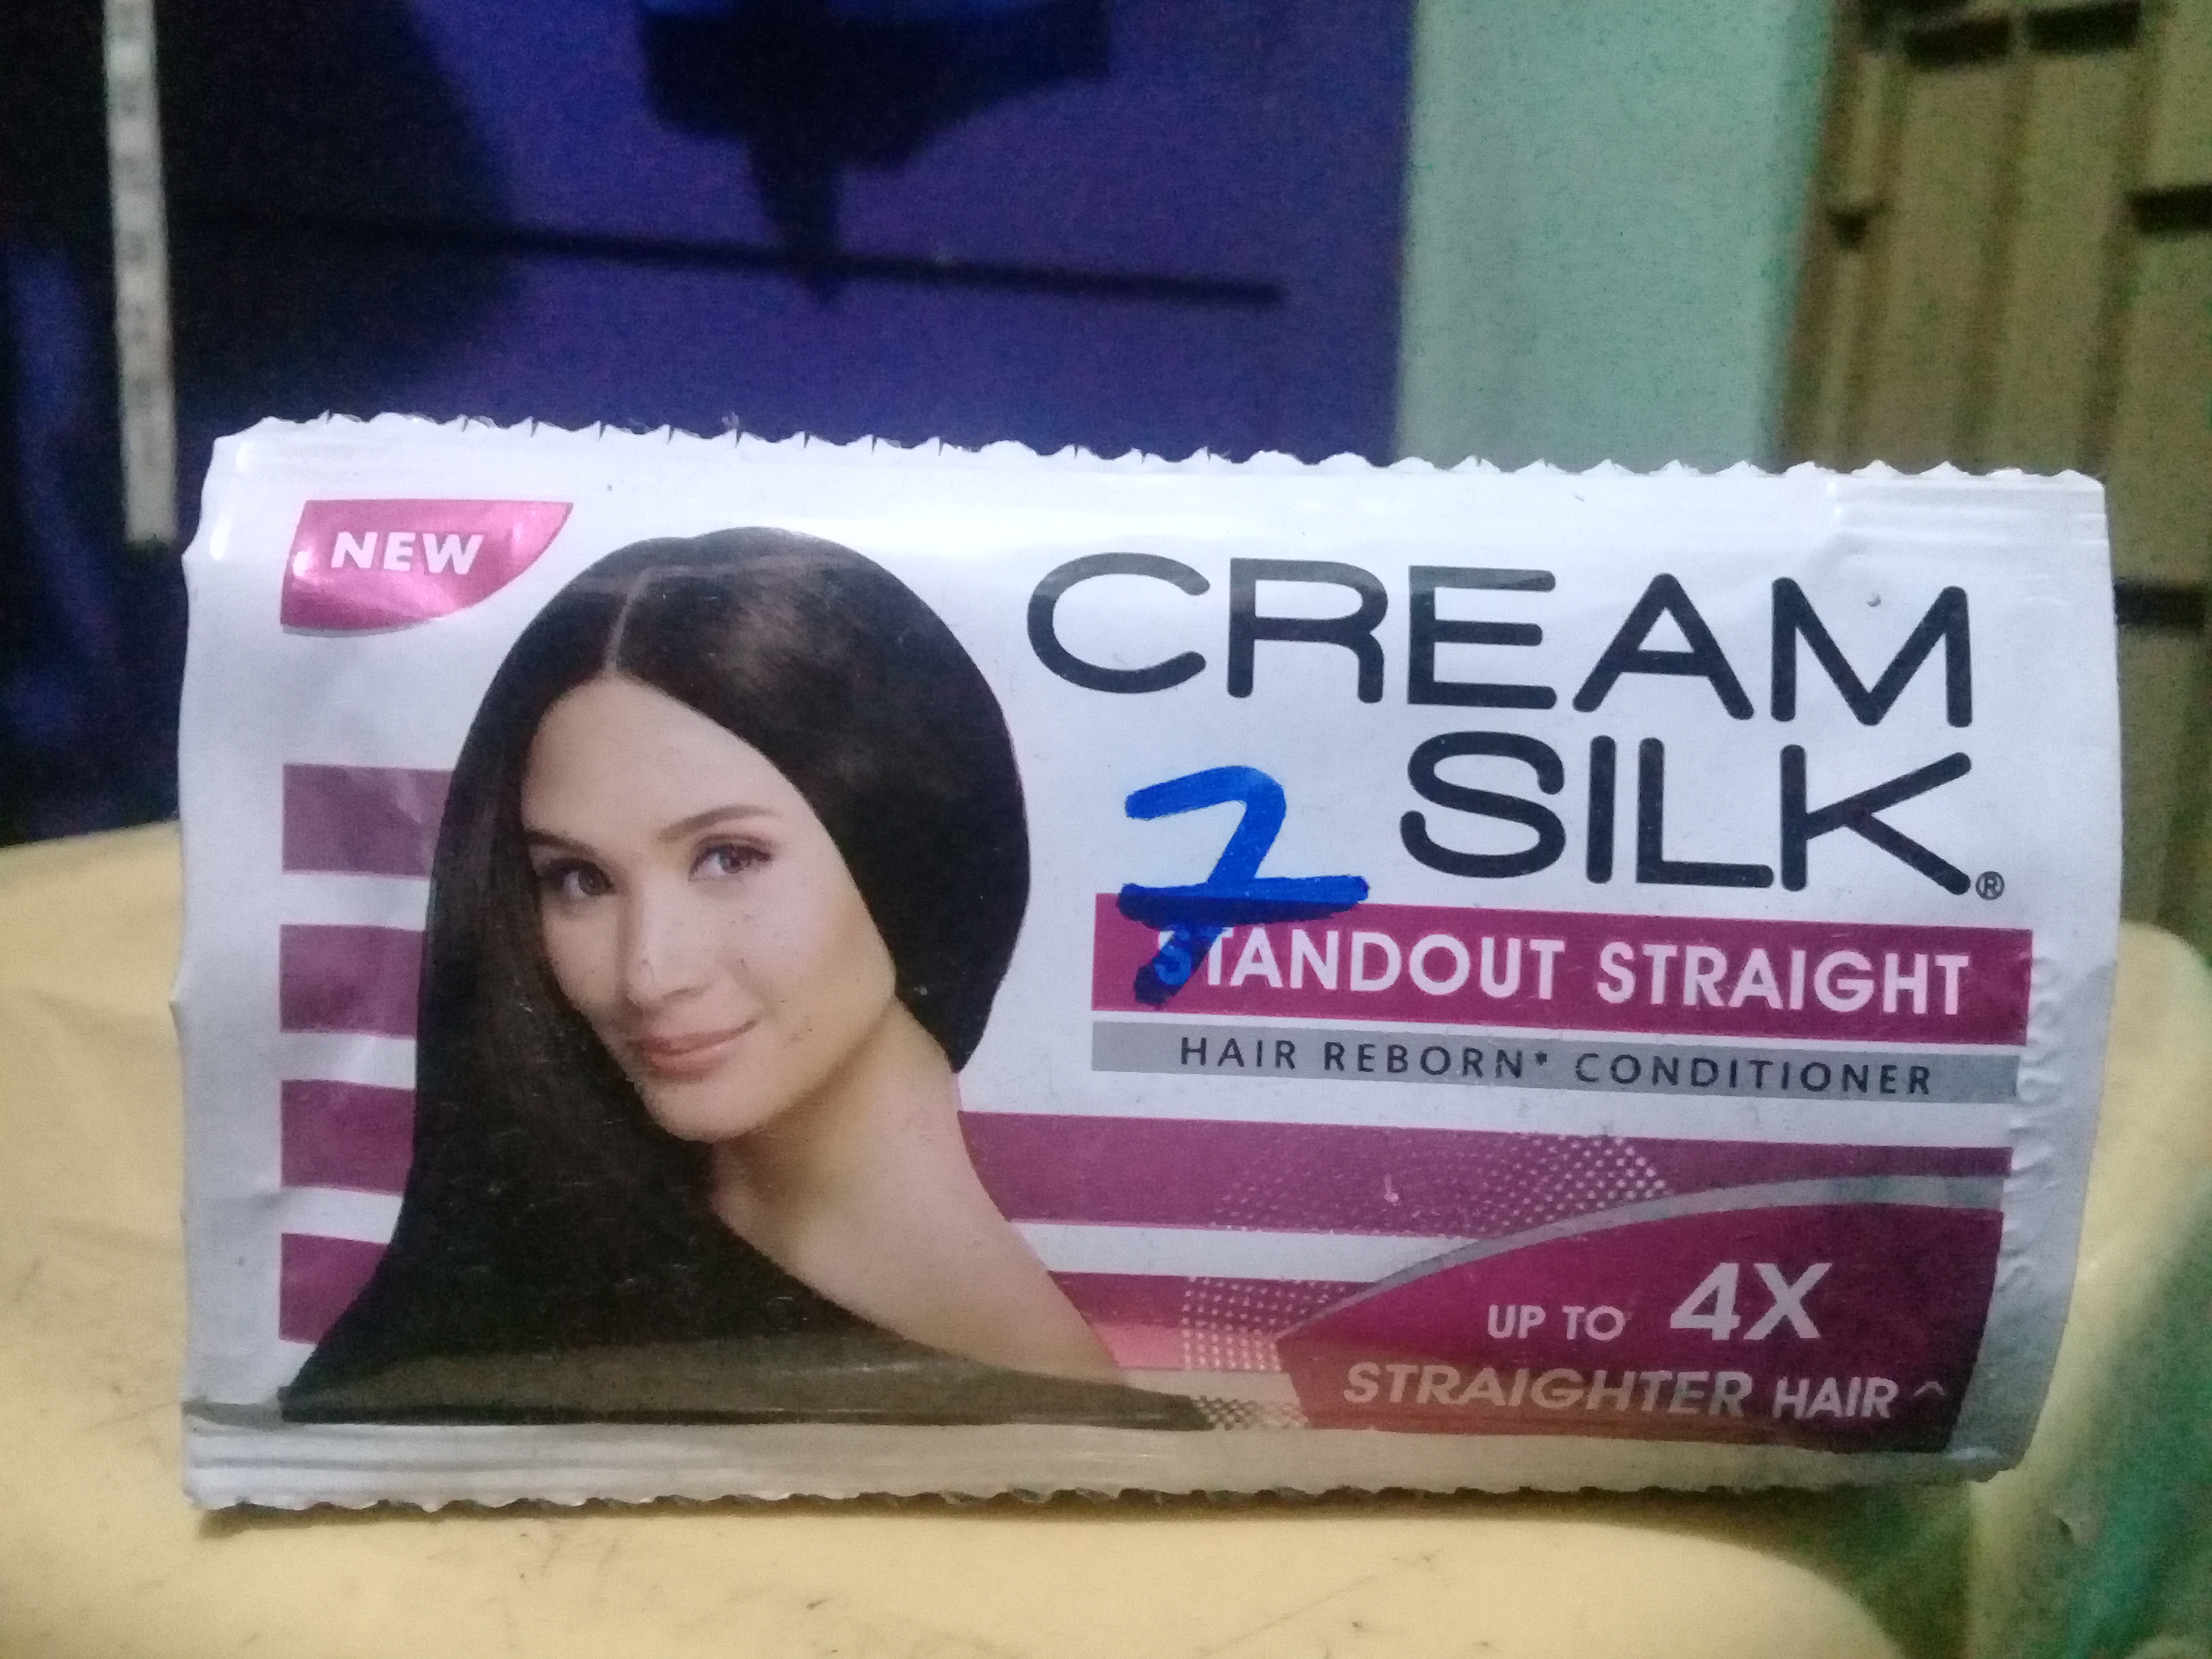 NEW
CREAM
SILK®
7
STANDOUT STRAIGHT
HAIR REBORN* CONDITIONER
UP TO 4X
STRAIGHTER HAIR^